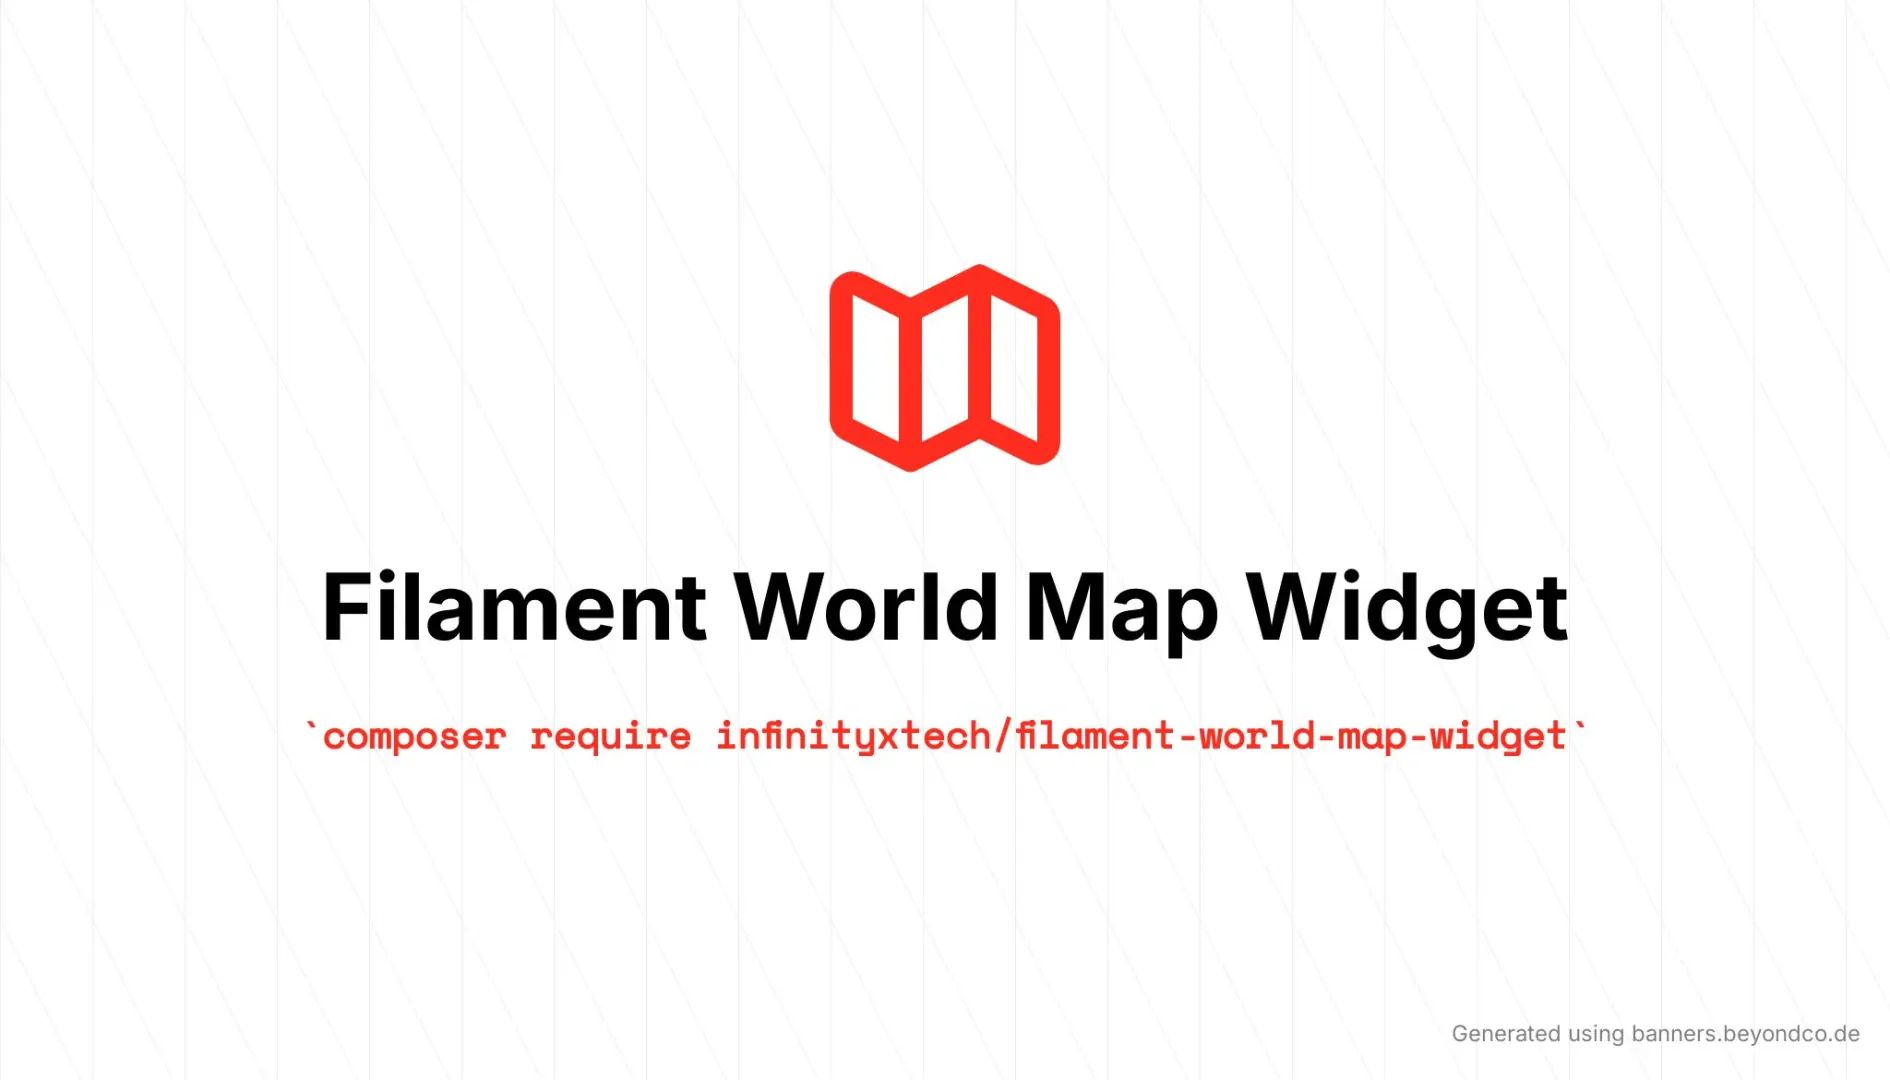 Filament World Map Widget
`composer require infinityxtech/filament-world-map-widget`
Generated using banners.beyondco.de